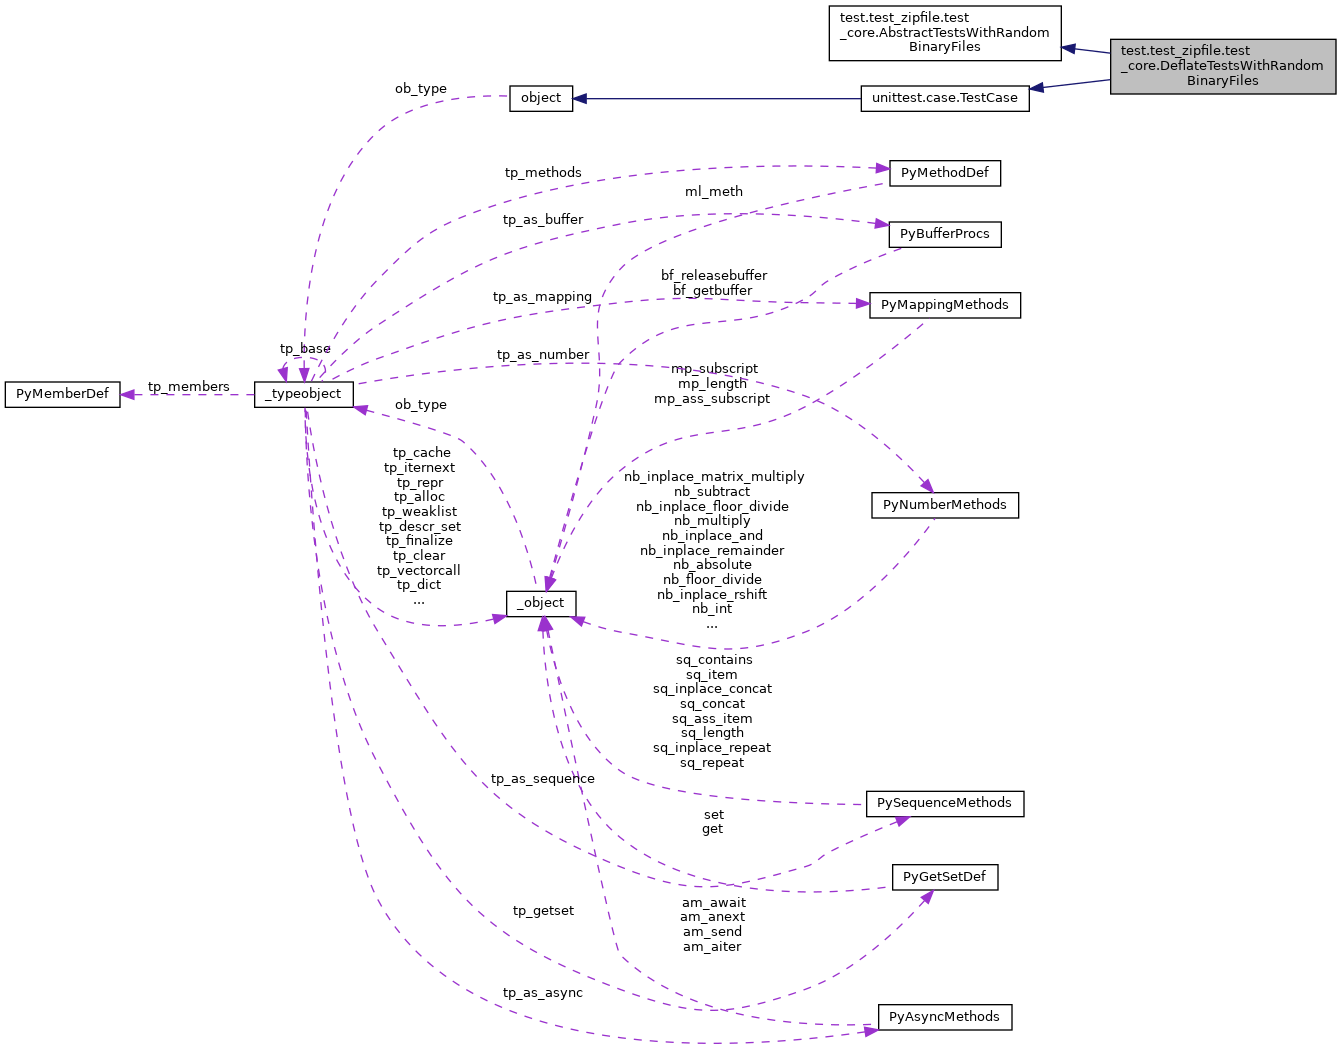 test.test_zipfile.test
_core.AbstractTestsWithRandom
BinaryFiles
test.test_zipfile.test
_core.DeflateTestsWithRandom
BinaryFiles
ob_type
object
unittest.case.TestCase
tp_methods
PyMethodDef
ml_meth
tp_as_buffer
PyBufferProcs
bf_releasebuffer
bf_getbuffer
tp_as_mapping
PyMappingMethods
tp_base
tp_as_number
mp_subscript
mp_length
mp_ass_subscript
PyMemberDef
tp_members
_typeobject
ob_type
tp_cache
tp_iternext
tp_repr
tp_alloc
tp_weaklist
tp_descr_set
tp_finalize
tp_clear
tp_vectorcall
tp_dict
...
nb_inplace_matrix_multiply
nb_subtract
nb_inplace_floor_divide
nb_multiply
nb_inplace_and
nb_inplace_remainder
nb_absolute
nb_floor_divide
nb_inplace_rshift
nb_int
...
PyNumberMethods
_object
sq_contains
sq_item
sq_inplace_concat
sq_concat
sq_ass_item
sq_length
sq_inplace_repeat
sq_repeat
tp_as_sequence
PySequenceMethods
set
get
PyGetSetDef
tp_getset
am_await
am_anext
am_send
am_aiter
tp_as_async
PyAsyncMethods